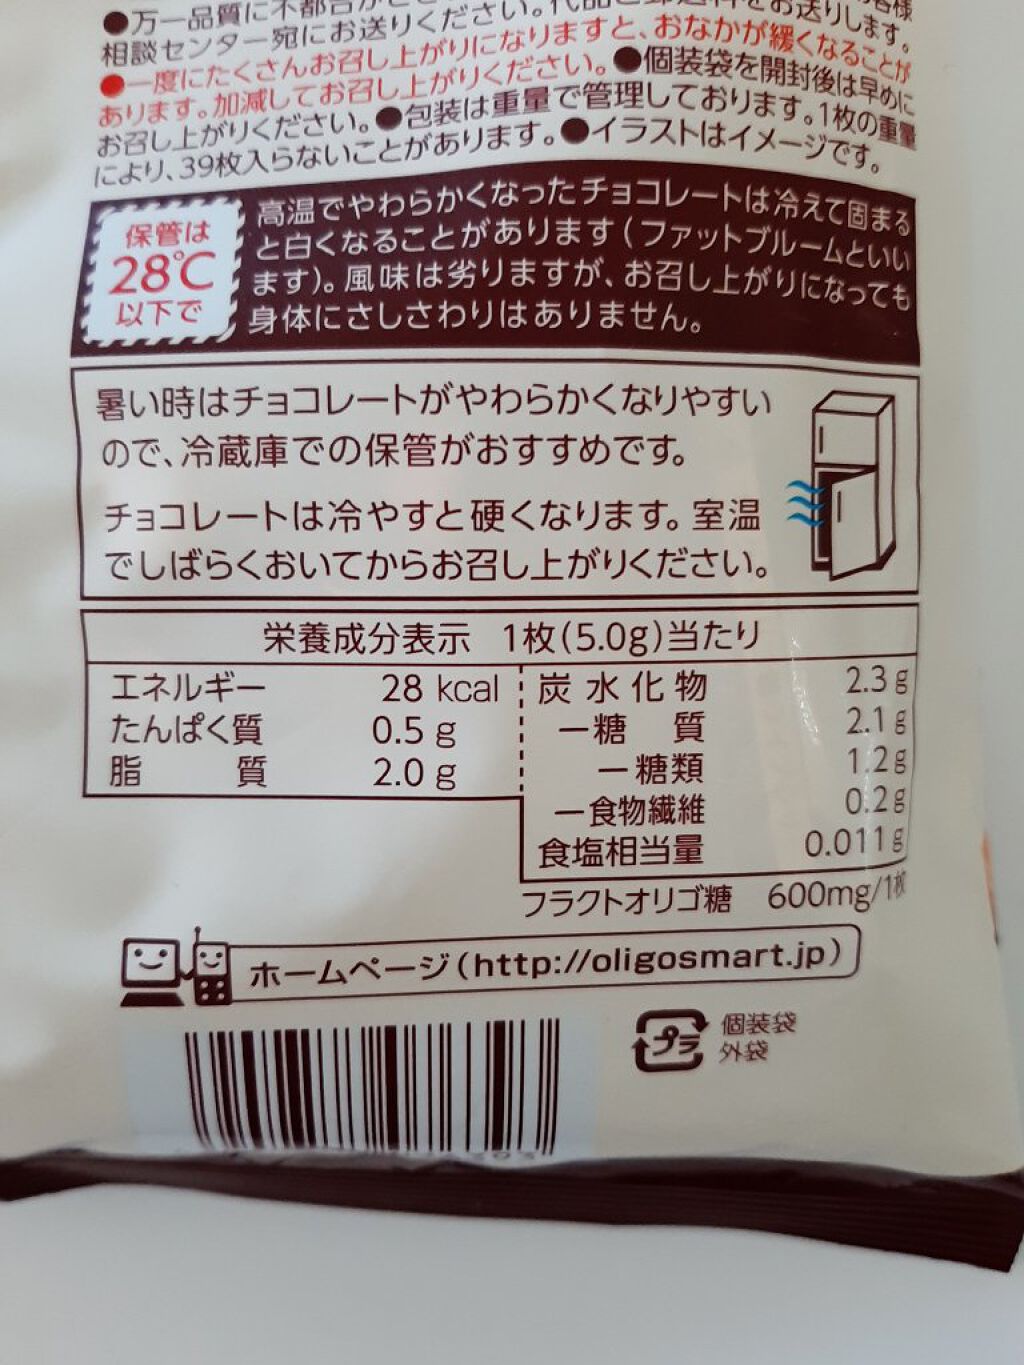 ●万一品質に不都合が
相談センター宛にお送りください。代品と郵送料をお送りします。
●一度にたくさんお召し上がりになりますと、おなかが緩くなることが
あります。加減してお召し上がりください。●個装袋を開封後は早めに
お召し上がりください。●包装は重量で管理しております。1枚の重量
により、39枚入らないことがあります。●イラストはイメージです。
保管は
28℃
以下で
高温でやわらかくなったチョコレートは冷えて固まる
と白くなることがあります(ファットブルームといい
ます)。風味は劣りますが、お召し上がりになっても
身体にさしさわりはありません。
暑い時はチョコレートがやわらかくなりやすい
ので、冷蔵庫での保管がおすすめです。
チョコレートは冷やすと硬くなります。室温
でしばらくおいてからお召し上がりください。
栄養成分表示 1枚(5.0g)当たり
エネルギー 28 kcal
たんぱく質 0.5 g
脂質 2.0 g
炭水化物 2.3 g
－糖質 2.1 g
－糖類 1.2 g
－食物繊維 0.2 g
食塩相当量 0.011 g
フラクトオリゴ糖 600mg/1枚
ホームページ(http://oligosmart.jp)
プラ
個装袋
外袋